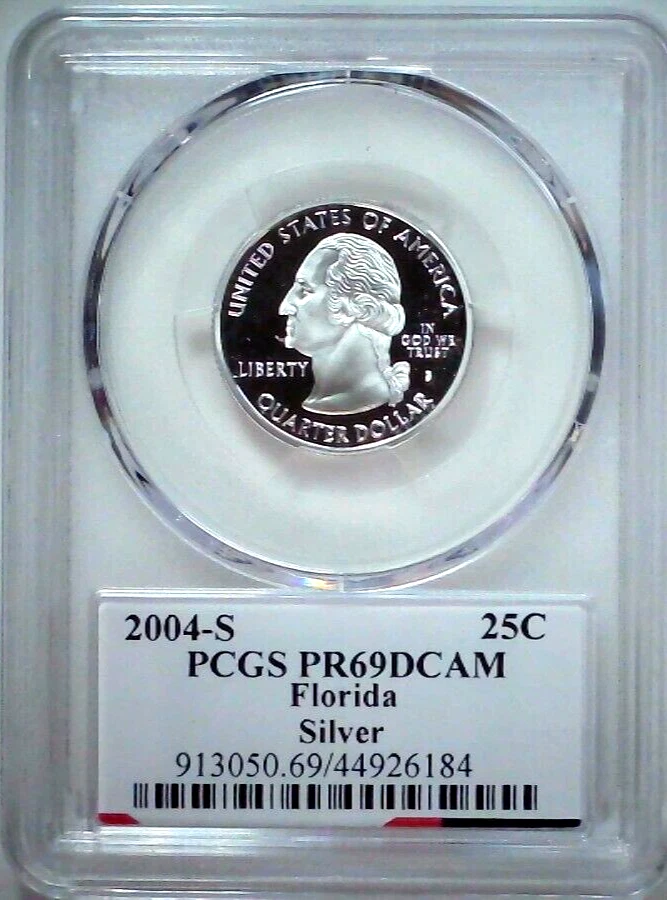 UNITED STATES OF AMERICA
IN
GOD WE
TRUST
LIBERTY
QUARTER DOLLAR
2004-S 25C
PCGS PR69DCAM
Florida
Silver
913050.69/44926184